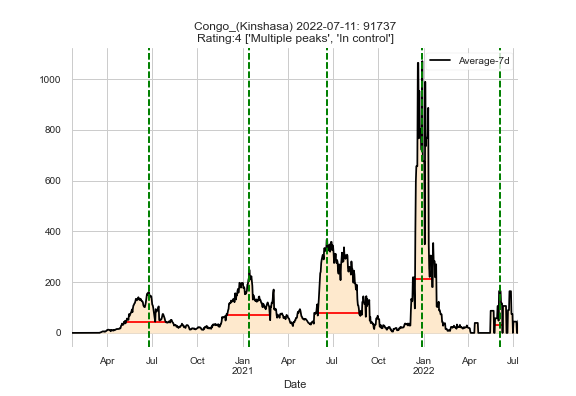 Congo_(Kinshasa) 2022-07-11: 91737
Rating:4 ['Multiple peaks', 'In control']
Average-7d
1000
800
600
400
200
0
Apr Jul Oct Jan Apr Jul Oct Jan Apr Jul
2021 2022
Date